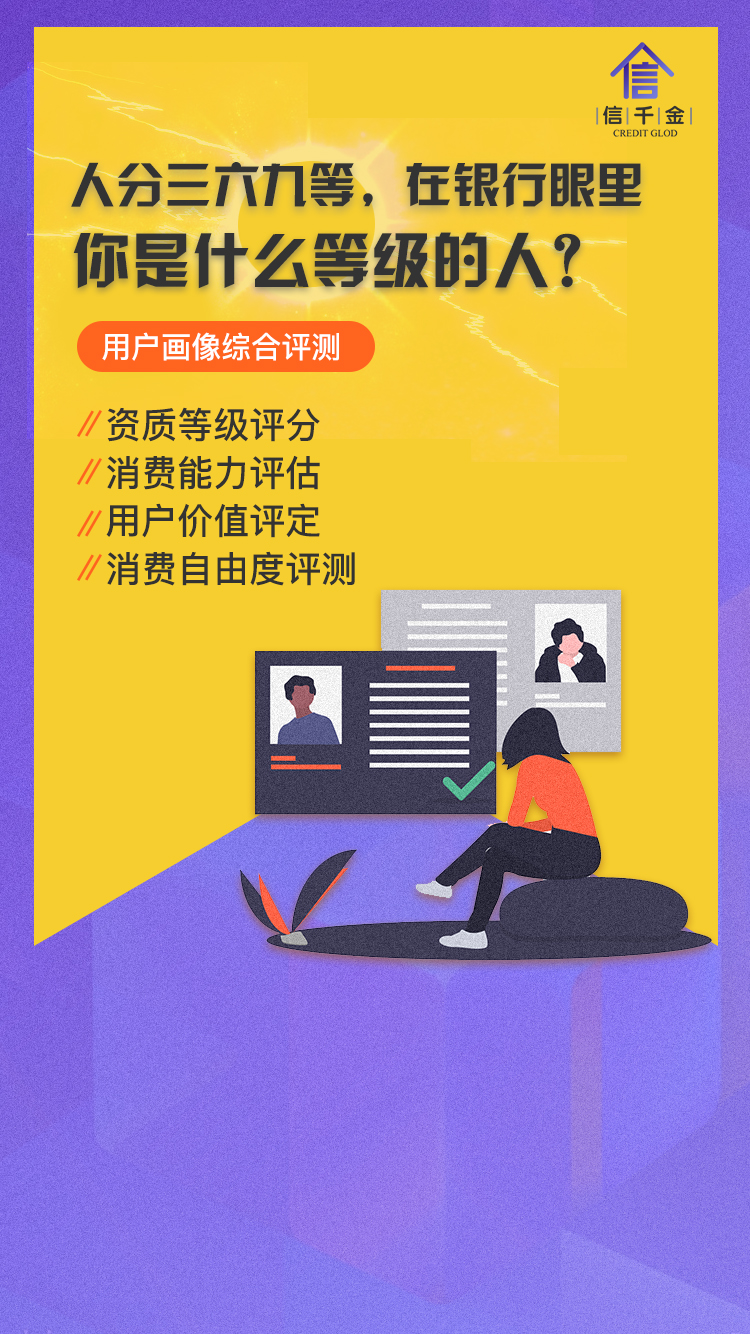 信
信千金
CREDIT GLOD
人分三六九等，在银行眼里
你是什么等级的人？
用户画像综合评测
资质等级评分
消费能力评估
用户价值评定
消费自由度评测